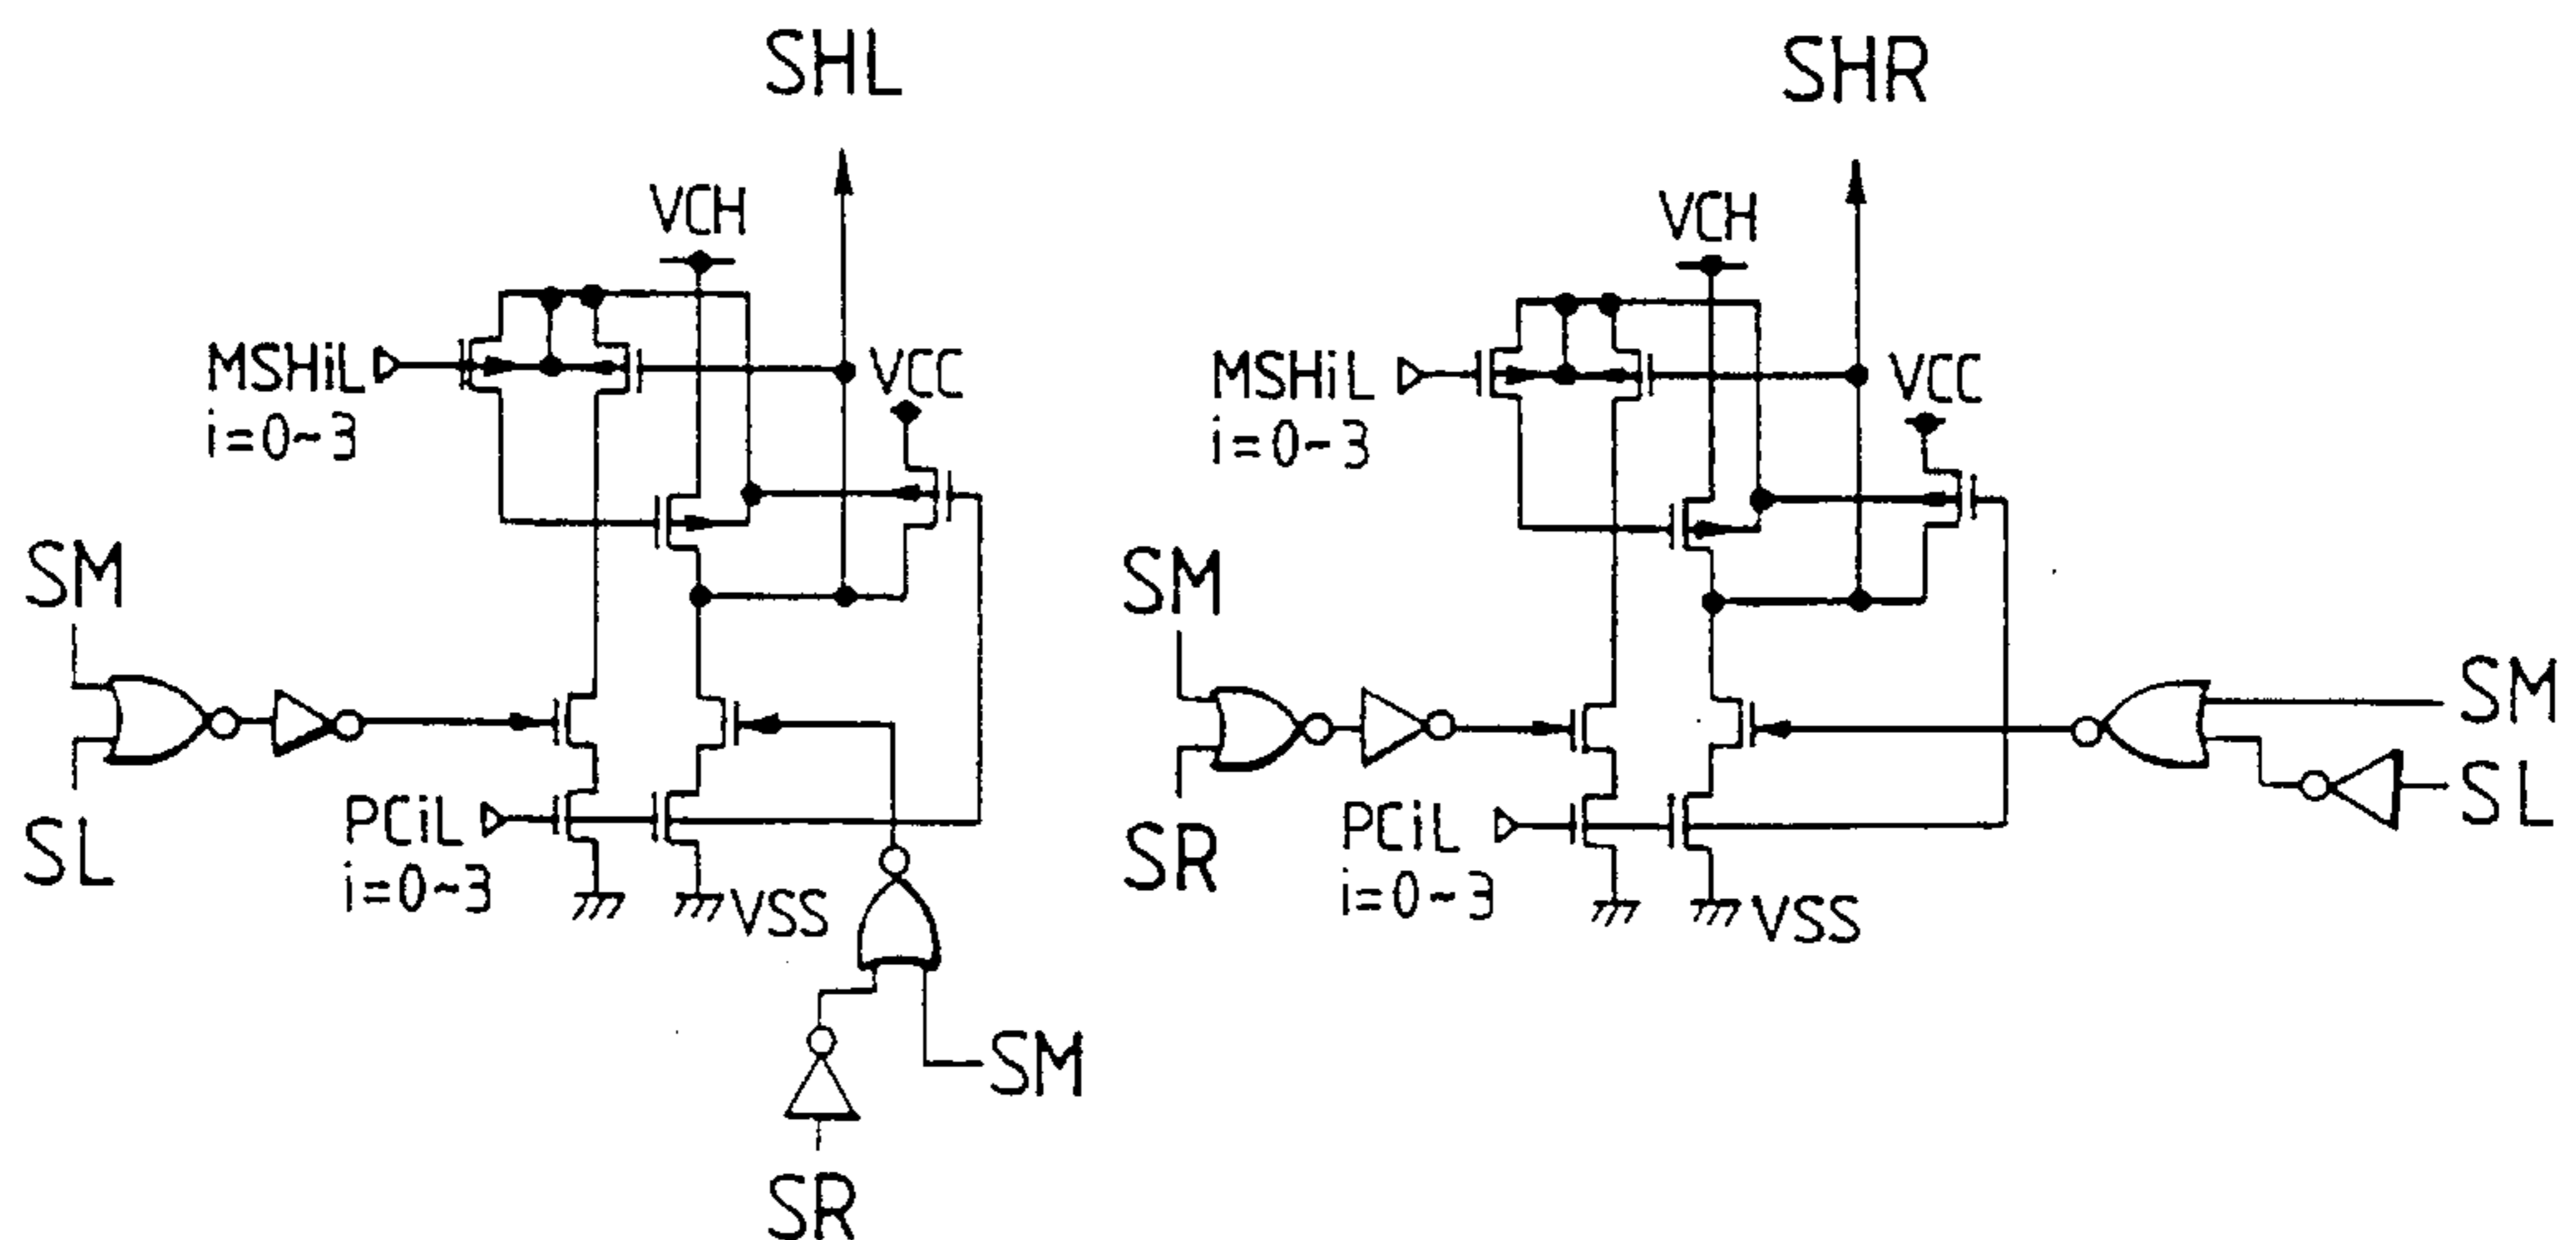 SHL
SHR
VCH
VCH
MSHiL
i=0~3
VCC
MSHiL
i=0~3
VCC
SM
SL
PCiL
i=0~3
VSS
SR
SM
SM
SR
PCiL
i=0~3
VSS
SM
SL